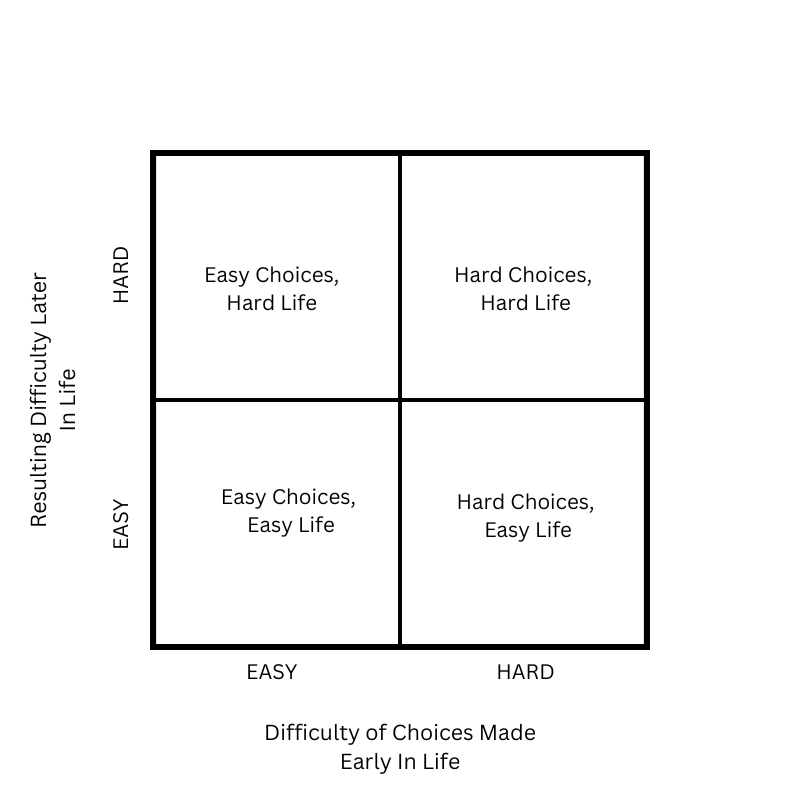 Easy Choices,
Hard Life
Hard Choices,
Hard Life
Easy Choices,
Easy Life
Hard Choices,
Easy Life
Resulting Difficulty Later
In Life
HARD
EASY
EASY
HARD
Difficulty of Choices Made
Early In Life